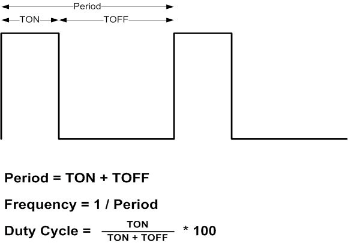 Period
TON TOFF
Period = TON + TOFF
Frequency = 1 / Period
Duty Cycle = TON / TON + TOFF * 100